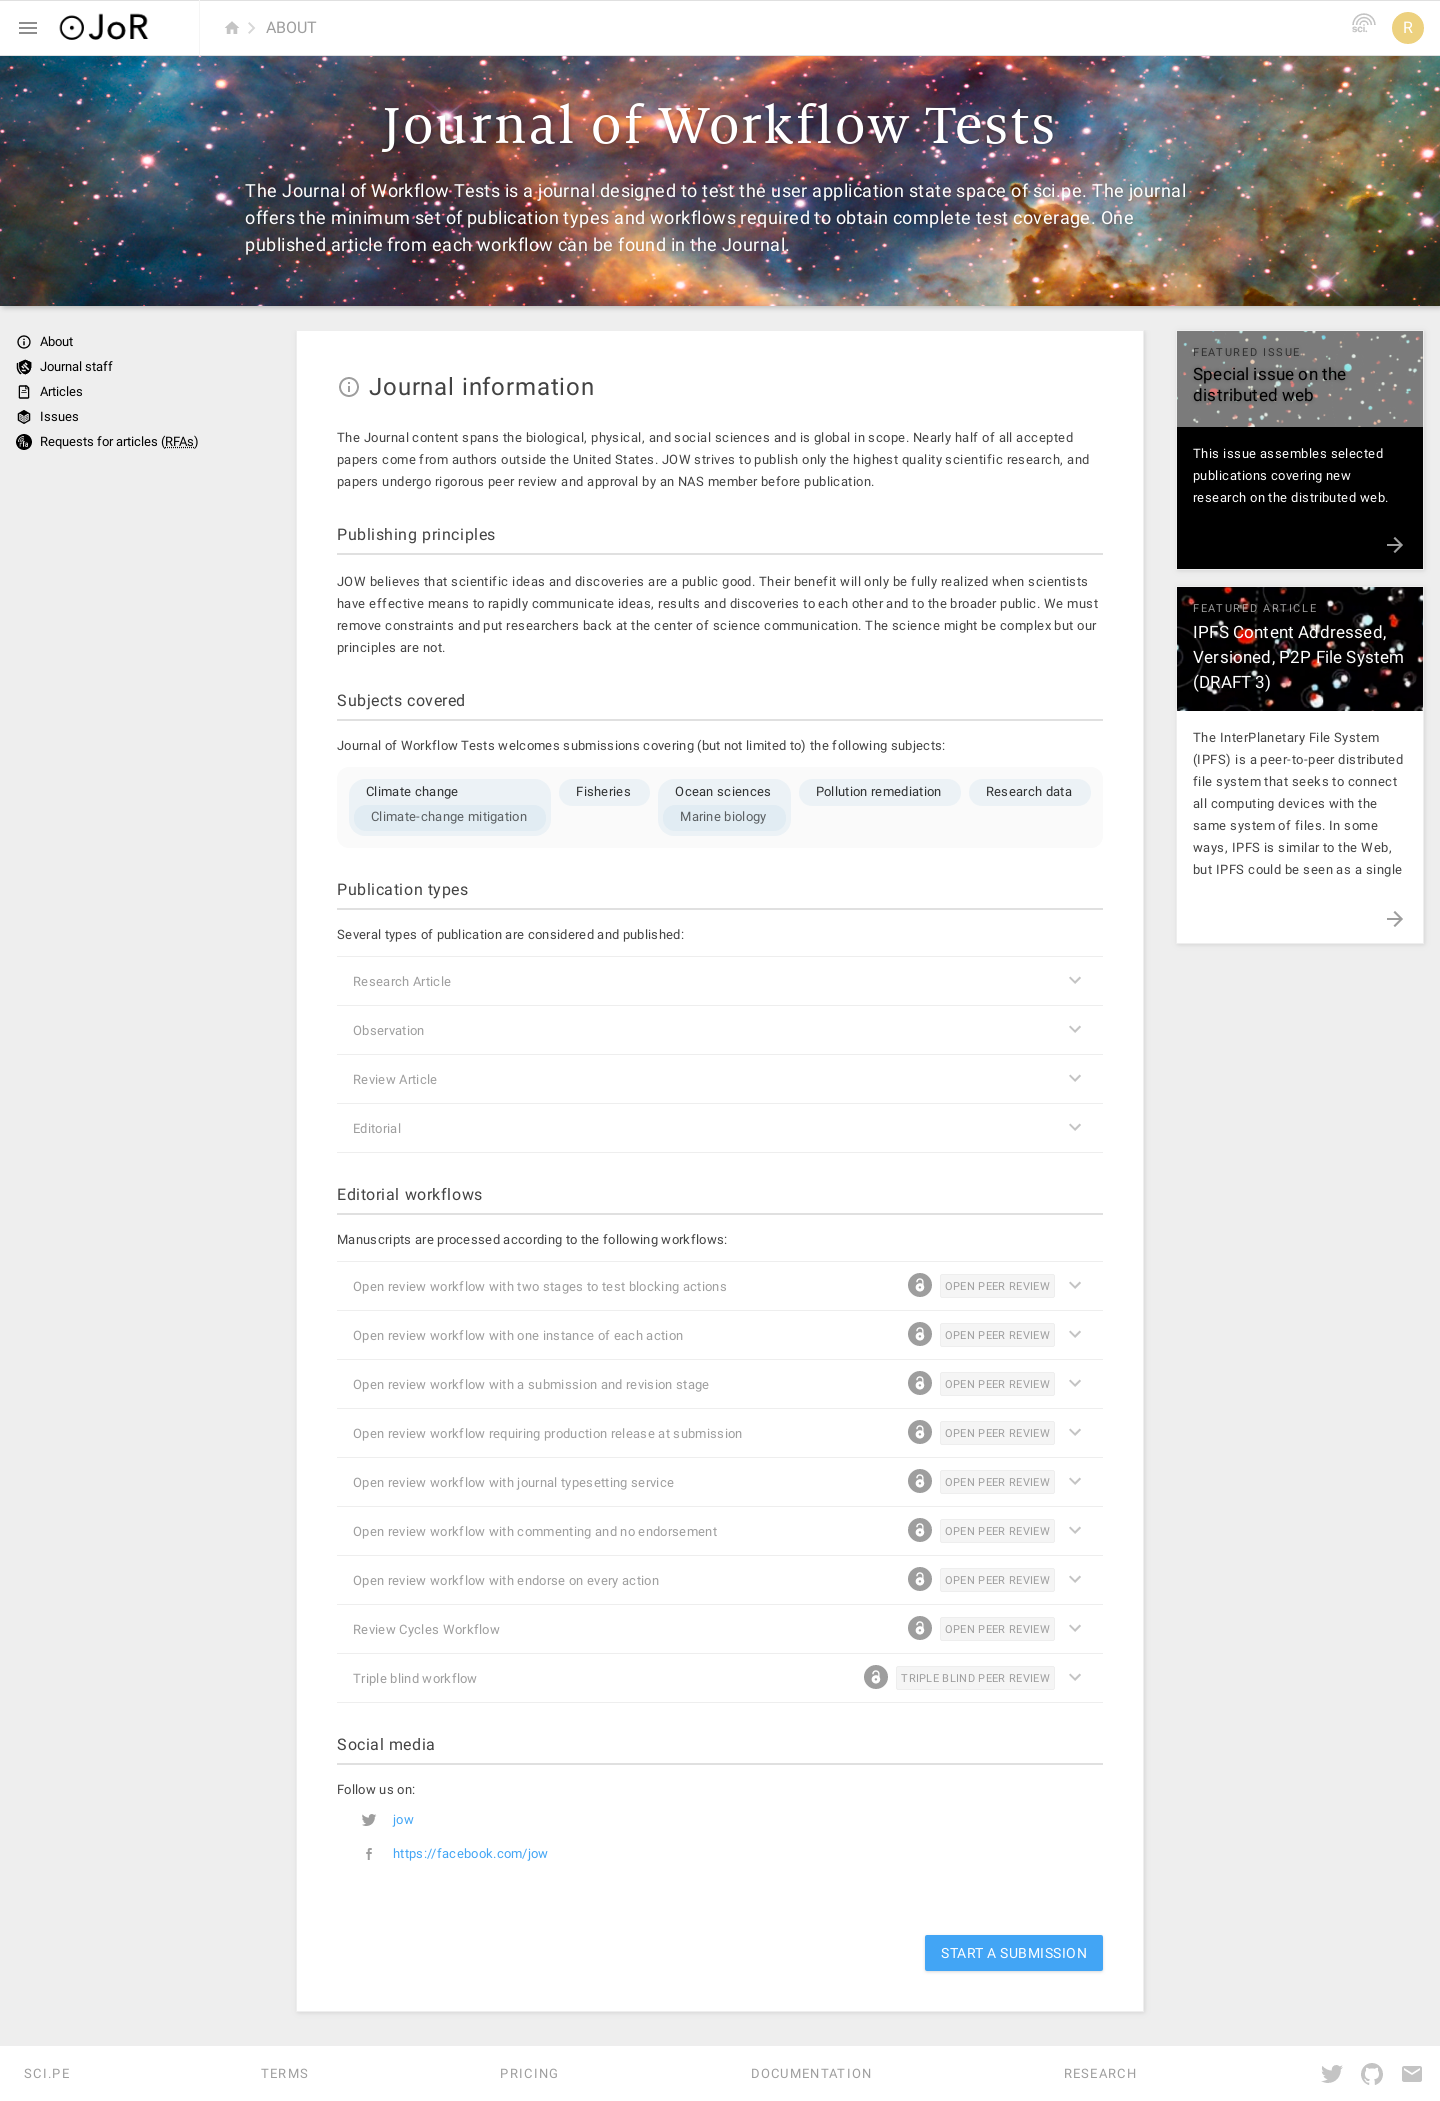 JoR
ABOUT
SCI.
R
Journal of Workflow Tests
The Journal of Workflow Tests is a journal designed to test the user application state space of sci.pe. The journal
offers the minimum set of publication types and workflows required to obtain complete test coverage. One
published article from each workflow can be found in the Journal.
About
Journal staff
Articles
Issues
Requests for articles (RFAs)
Journal information
The Journal content spans the biological, physical, and social sciences and is global in scope. Nearly half of all accepted
papers come from authors outside the United States. JOW strives to publish only the highest quality scientific research, and
papers undergo rigorous peer review and approval by an NAS member before publication.
Publishing principles
JOW believes that scientific ideas and discoveries are a public good. Their benefit will only be fully realized when scientists
have effective means to rapidly communicate ideas, results and discoveries to each other and to the broader public. We must
remove constraints and put researchers back at the center of science communication. The science might be complex but our
principles are not.
Subjects covered
Journal of Workflow Tests welcomes submissions covering (but not limited to) the following subjects:
Climate change
Climate-change mitigation
Fisheries
Ocean sciences
Marine biology
Pollution remediation
Research data
Publication types
Several types of publication are considered and published:
Research Article
Observation
Review Article
Editorial
Editorial workflows
Manuscripts are processed according to the following workflows:
Open review workflow with two stages to test blocking actions OPEN PEER REVIEW
Open review workflow with one instance of each action OPEN PEER REVIEW
Open review workflow with a submission and revision stage OPEN PEER REVIEW
Open review workflow requiring production release at submission OPEN PEER REVIEW
Open review workflow with journal typesetting service OPEN PEER REVIEW
Open review workflow with commenting and no endorsement OPEN PEER REVIEW
Open review workflow with endorse on every action OPEN PEER REVIEW
Review Cycles Workflow OPEN PEER REVIEW
Triple blind workflow TRIPLE BLIND PEER REVIEW
Social media
Follow us on:
jow
https://facebook.com/jow
START A SUBMISSION
FEATURED ISSUE
Special issue on the
distributed web
This issue assembles selected
publications covering new
research on the distributed web.
FEATURED ARTICLE
IPFS Content Addressed,
Versioned, P2P File System
(DRAFT 3)
The InterPlanetary File System
(IPFS) is a peer-to-peer distributed
file system that seeks to connect
all computing devices with the
same system of files. In some
ways, IPFS is similar to the Web,
but IPFS could be seen as a single
SCI.PE TERMS PRICING DOCUMENTATION RESEARCH